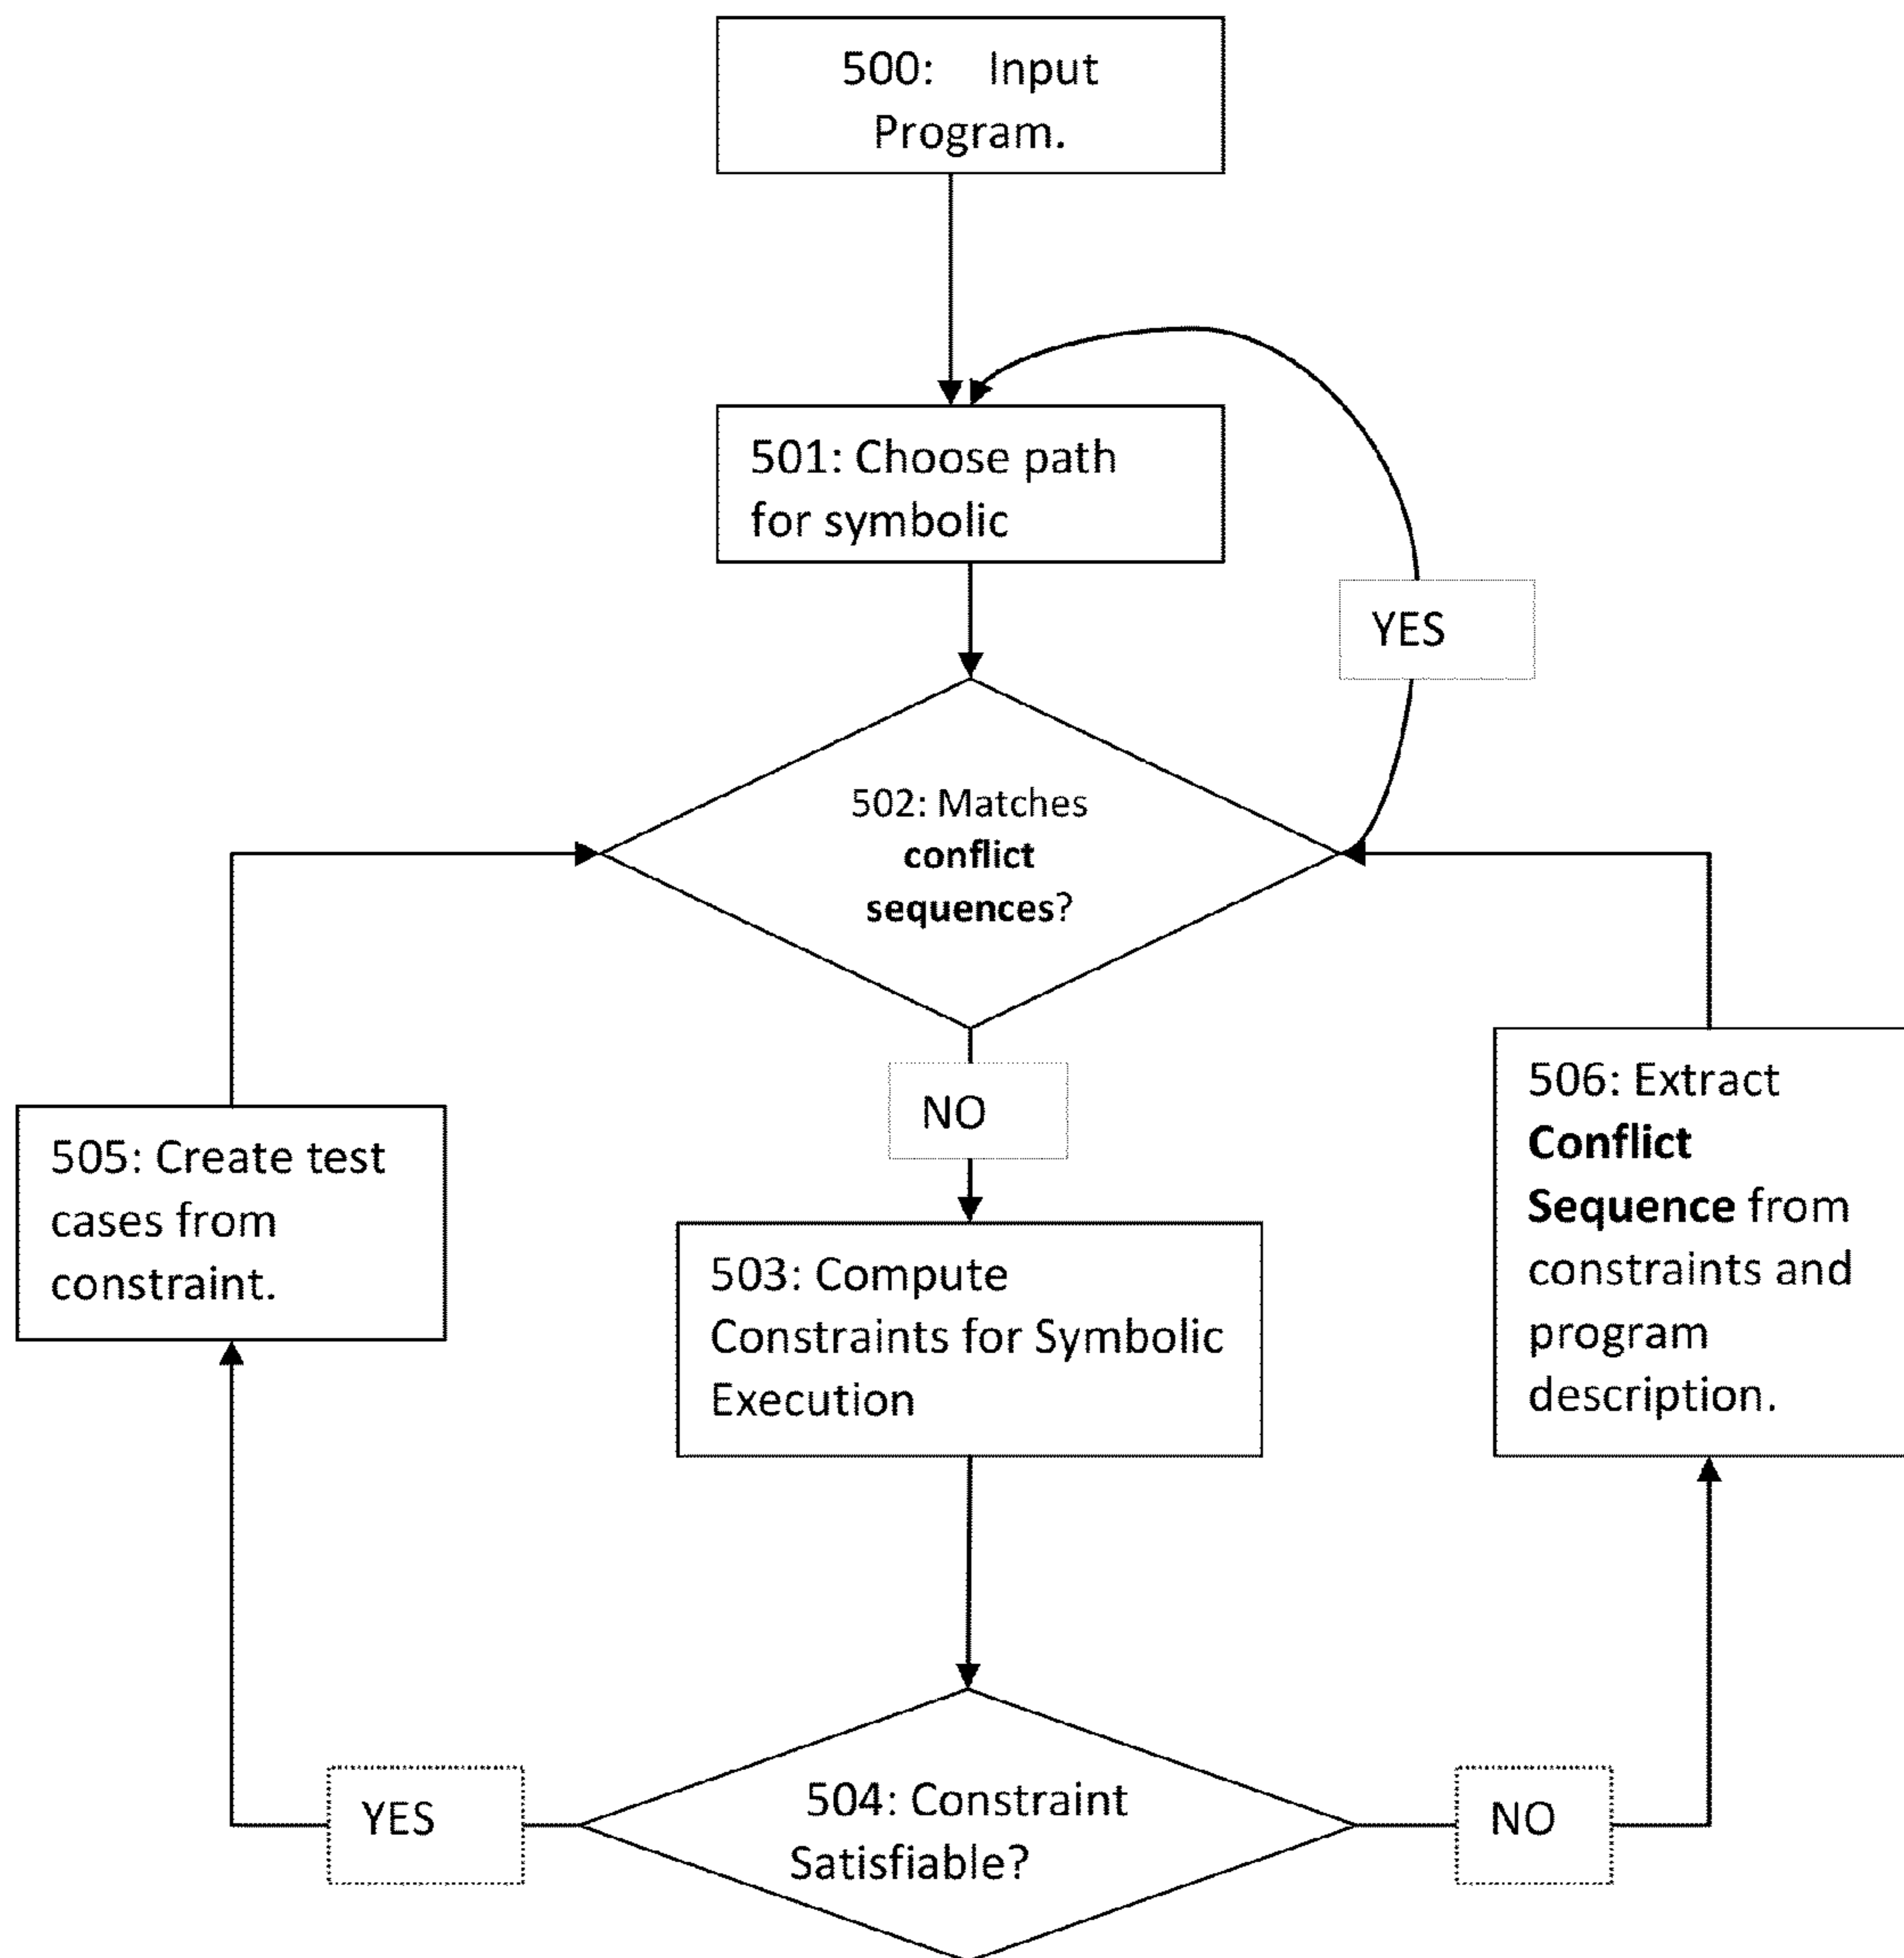 500: Input
Program.
501: Choose path
for symbolic
YES
502: Matches
conflict
sequences?
NO
505: Create test
cases from
constraint.
503: Compute
Constraints for Symbolic
Execution
506: Extract
Conflict
Sequence from
constraints and
program
description.
YES
504: Constraint
Satisfiable?
NO